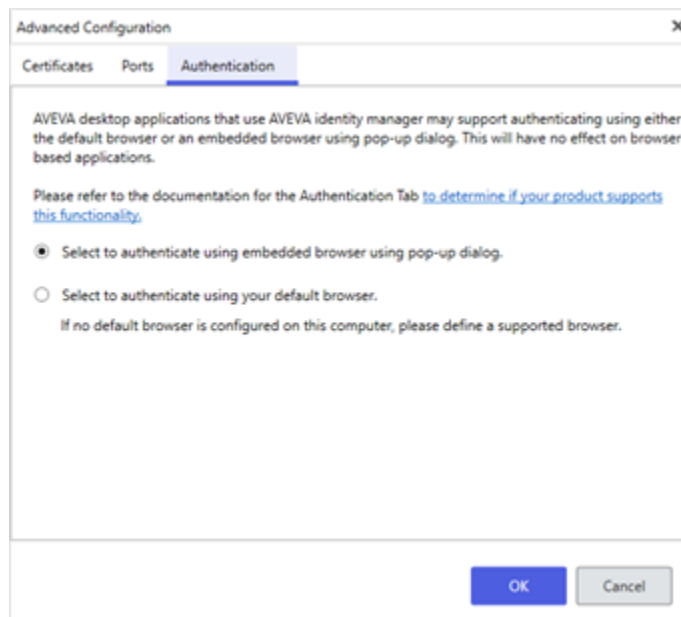 Advanced Configuration
Certificates Ports Authentication
AVEVA desktop applications that use AVEVA identity manager may support authenticating using either
the default browser or an embedded browser using pop-up dialog. This will have no effect on browser
based applications.
Please refer to the documentation for the Authentication Tab to determine if your product supports
this functionality.
Select to authenticate using embedded browser using pop-up dialog.
Select to authenticate using your default browser.
If no default browser is configured on this computer, please define a supported browser.
OK Cancel